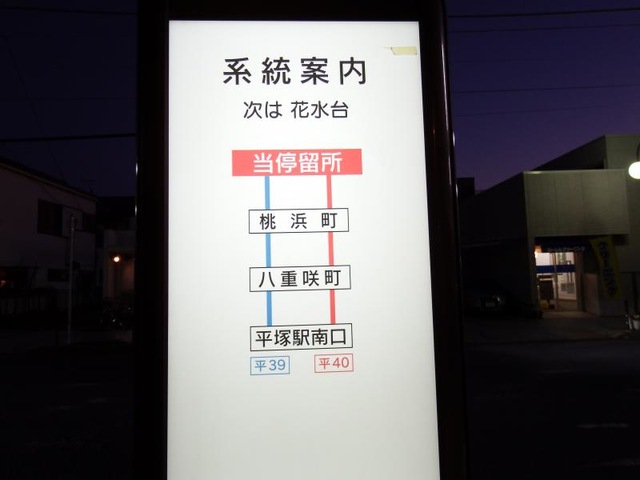 系統案内
次は 花水台
当停留所
桃浜町
八重咲町
平塚駅南口
平39 平40